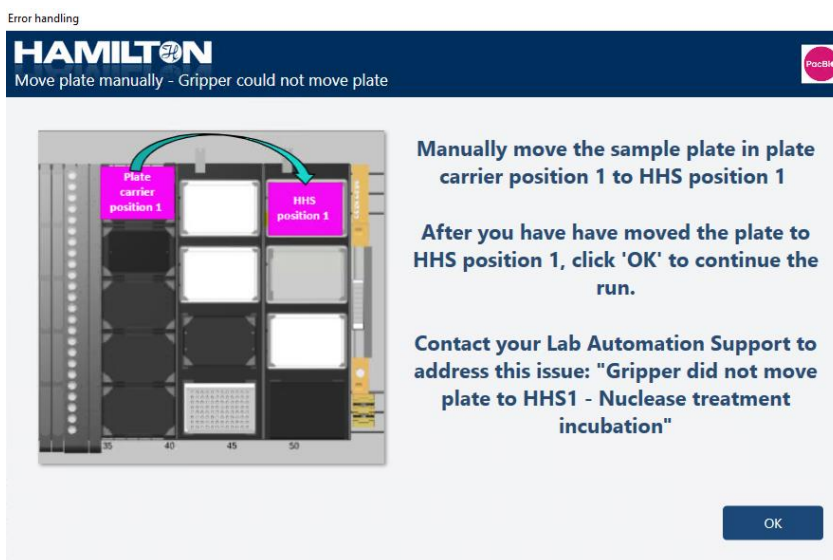 Error handling
HAMILTON
Move plate manually - Gripper could not move plate
PacBi
Plate
carrier
position 1
HHS
position 1
35 40 45 50
Manually move the sample plate in plate
carrier position 1 to HHS position 1
After you have have moved the plate to
HHS position 1, click 'OK' to continue the
run.
Contact your Lab Automation Support to
address this issue: "Gripper did not move
plate to HHS1 - Nuclease treatment
incubation"
OK